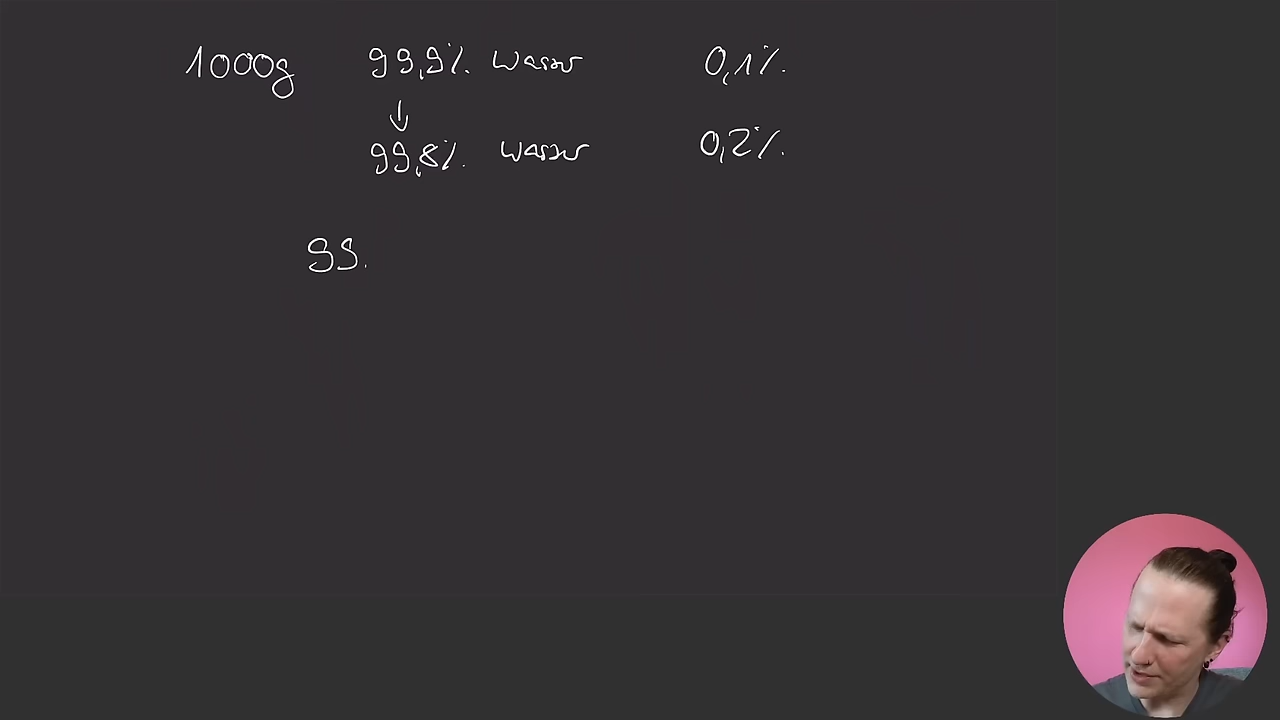 1000g 99,9% Wasser 0,1%.
↓
99,8% Wasser 0,2%.
99.